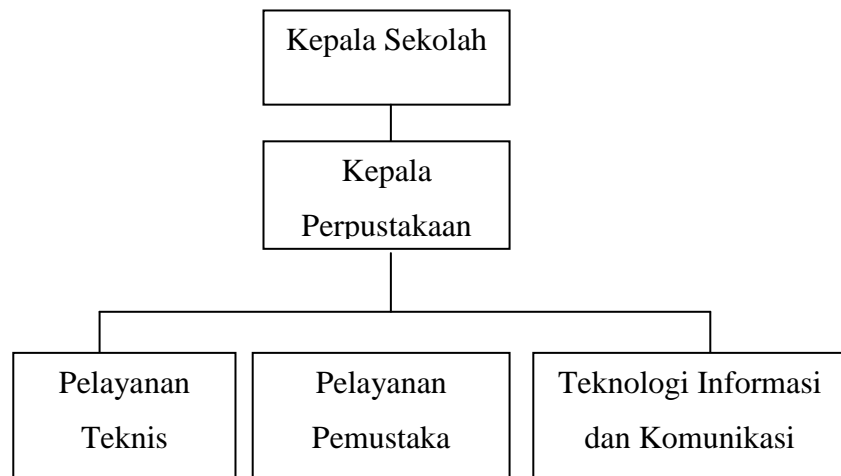 Kepala Sekolah
Kepala
Perpustakaan
Pelayanan
Teknis
Pelayanan
Pemustaka
Teknologi Informasi
dan Komunikasi